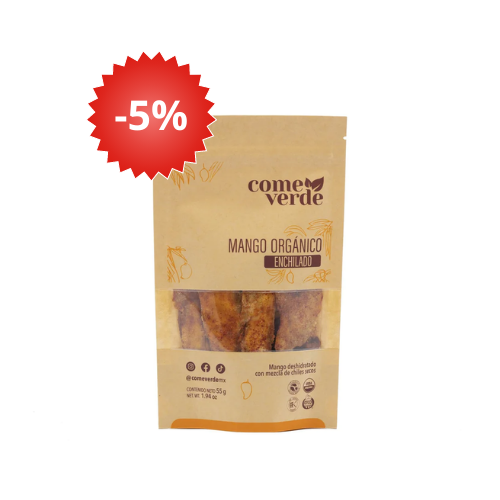 -5%
come
verde
MANGO ORGÁNICO
ENCHILADO
Mango deshidratado
con mezcla de chiles secos
@comeverdemx
CONTENIDO NETO 55 g
NET WT. 1.94 oz